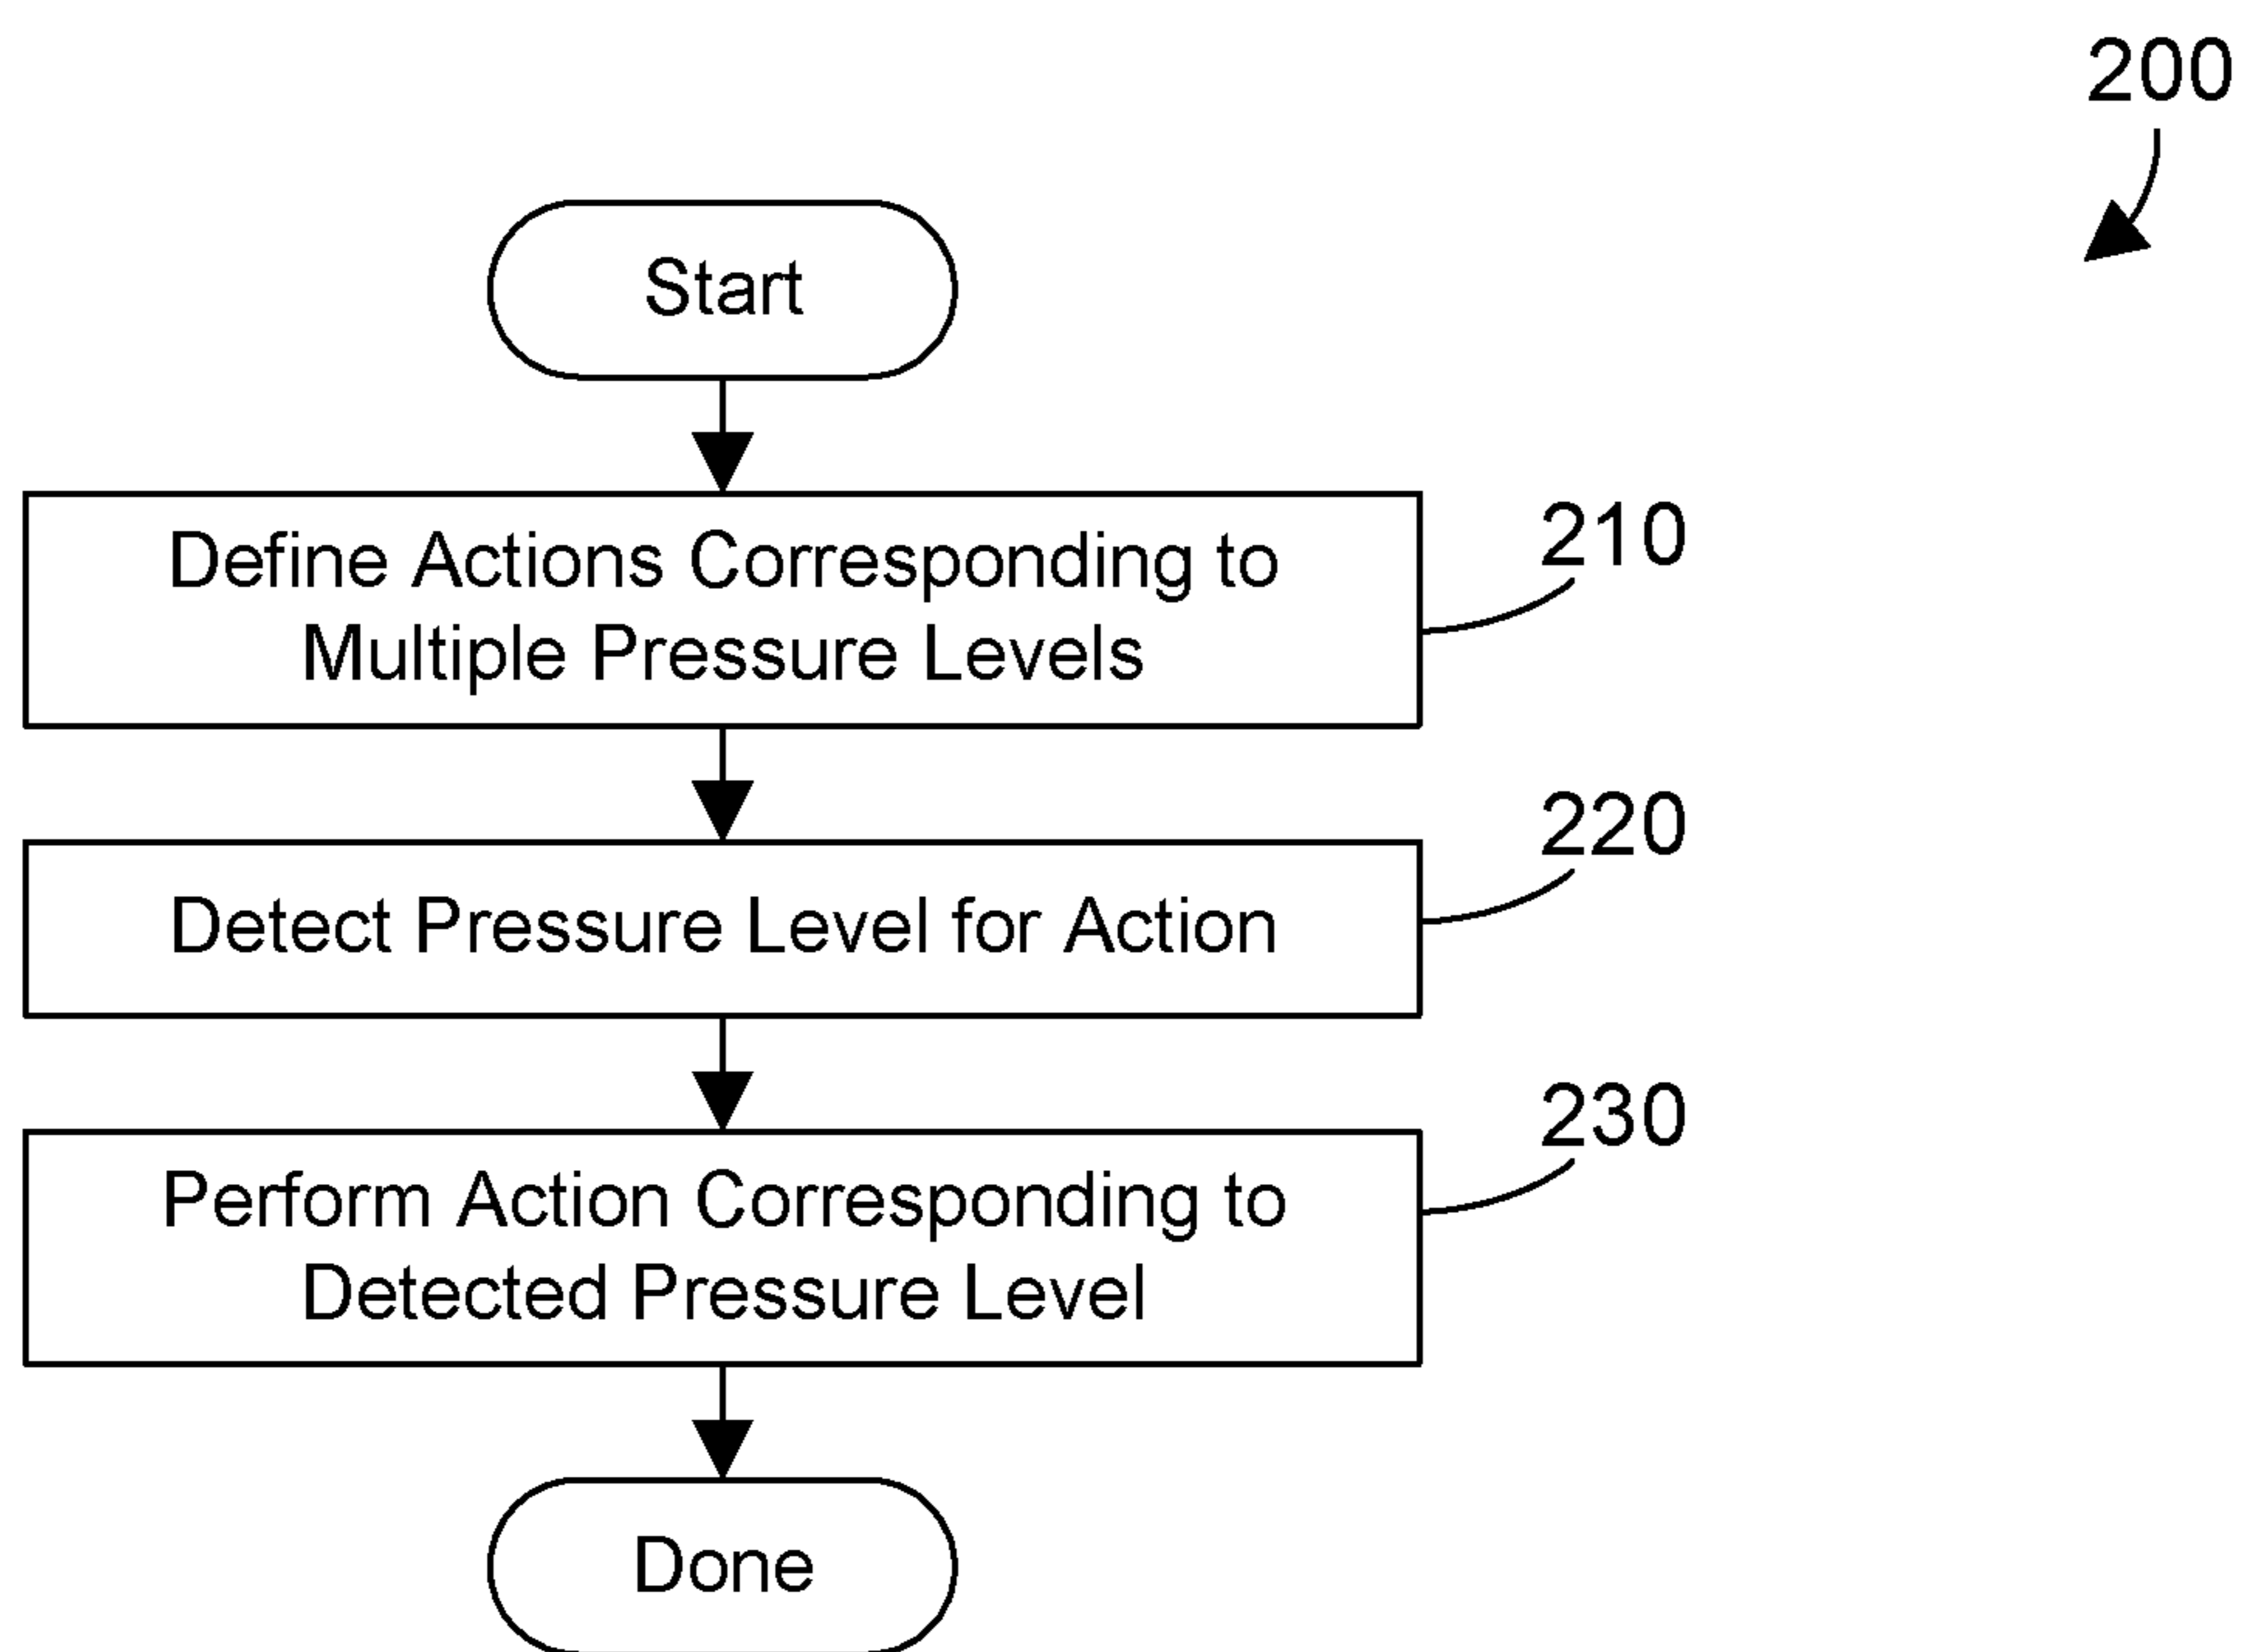 200
Start
Define Actions Corresponding to
Multiple Pressure Levels
210
Detect Pressure Level for Action
220
Perform Action Corresponding to
Detected Pressure Level
230
Done